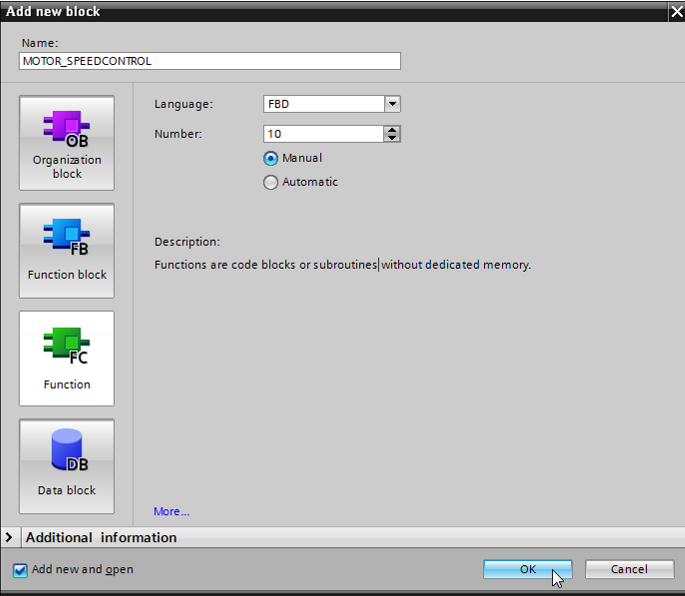 Add new block
Name:
MOTOR_SPEEDCONTROL
OB
Organization
block
FB
Function block
FC
Function
DB
Data block
Language:
FBD
Number:
10
Manual
Automatic
Description:
Functions are code blocks or subroutines without dedicated memory.
More...
Additional information
Add new and open
OK
Cancel